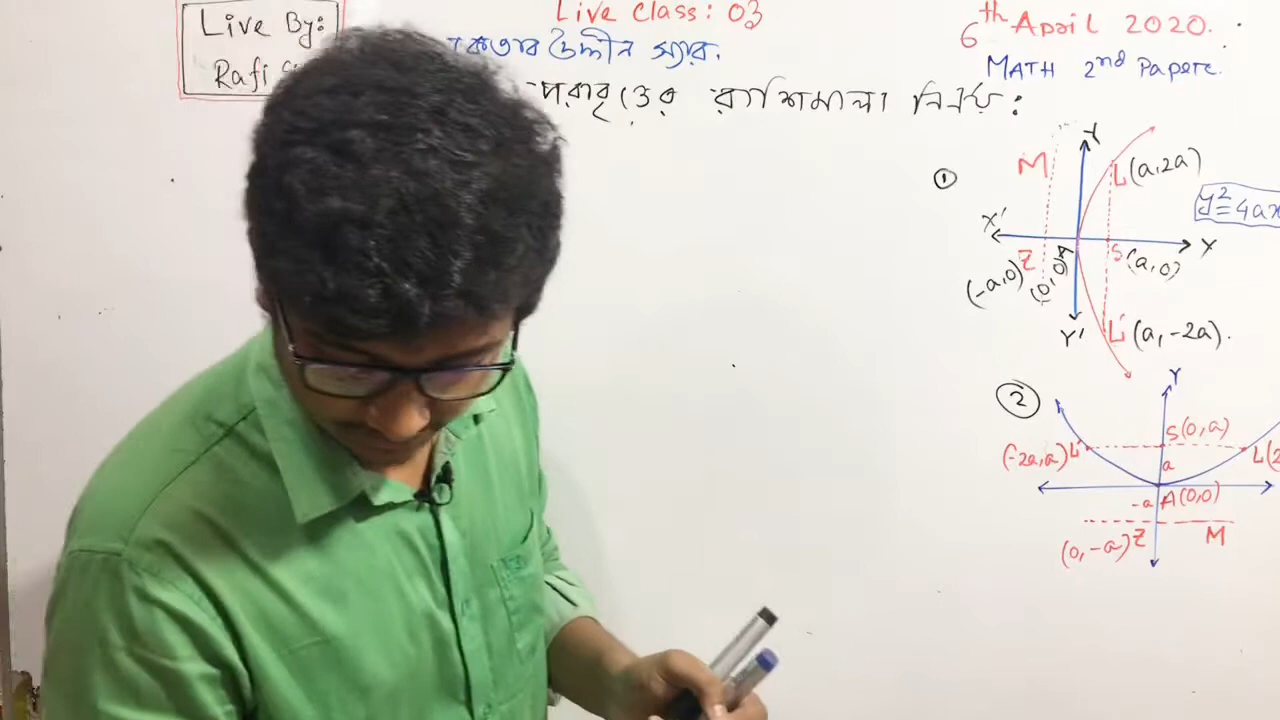 Live Class: 03
6th April 2020.
Live By:
Rafi
উদ্দীন স্যার.
MATH 2nd Paper.
পরাবৃত্তের রাশিমালা নির্ণয়:
①
M
Y
L(a,2a)
y²=4ax
X'
X
Z
A
S
(-a,0)
(0,0)
(a,0)
Y'
L'(a,-2a).
②
Y
S(0,a)
(-2a,a)L'
L(2
a
-a
A(0,0)
(0,-a)Z
M